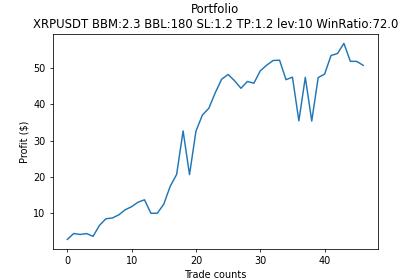 Portfolio
XRPUSDT BBM:2.3 BBL:180 SL:1.2 TP:1.2 lev:10 WinRatio:72.0
50
40
30
20
10
Profit ($)
0
10
20
30
40
Trade counts